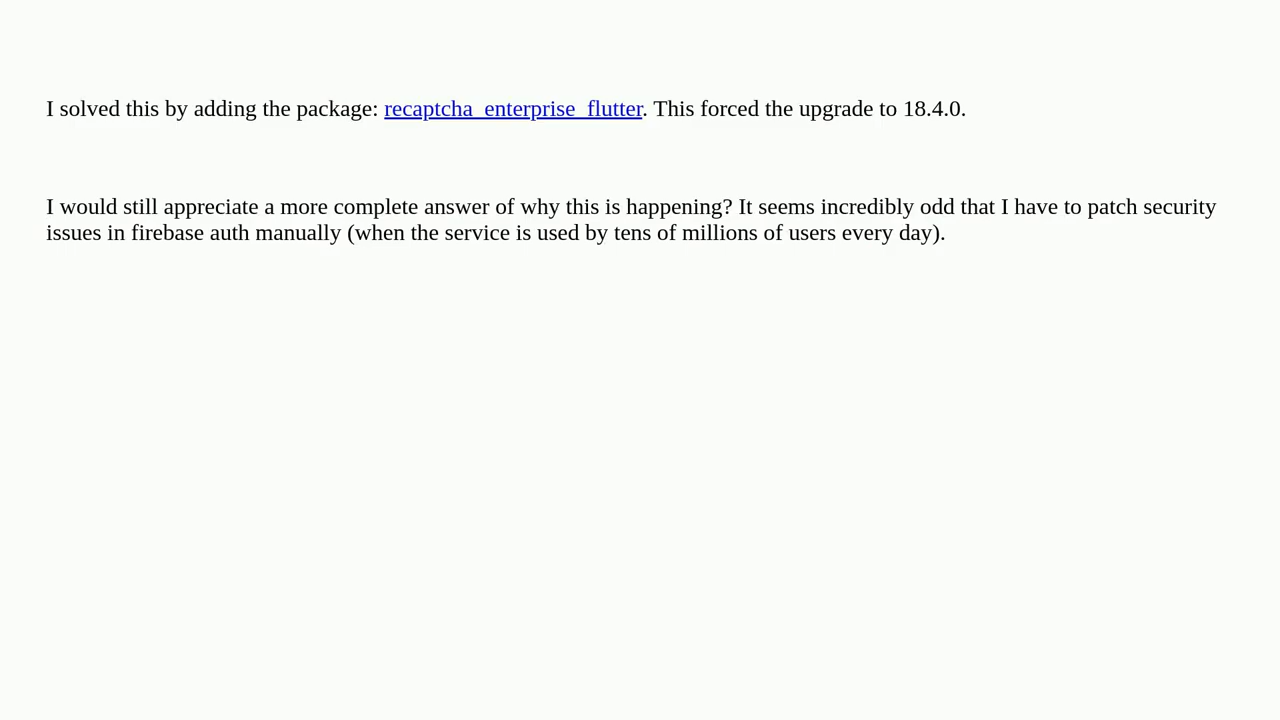 I solved this by adding the package: recaptcha_enterprise_flutter. This forced the upgrade to 18.4.0.
I would still appreciate a more complete answer of why this is happening? It seems incredibly odd that I have to patch security
issues in firebase auth manually (when the service is used by tens of millions of users every day).